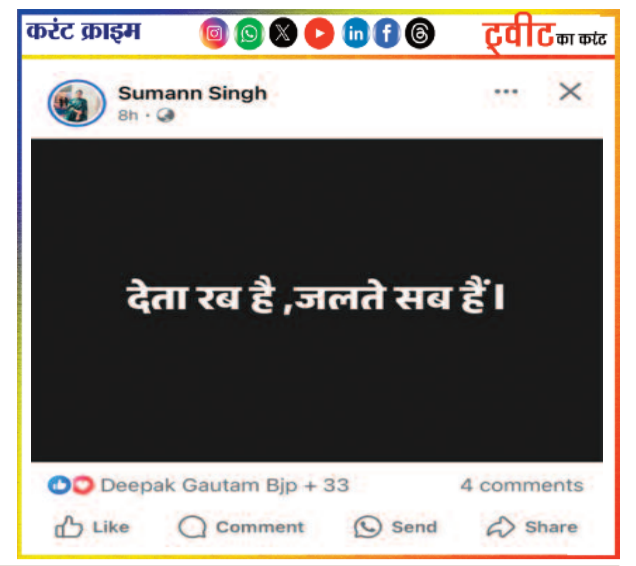 करंट क्राइम
ट्वीट का करंट
Sumann Singh
8h
देता रब है ,जलते सब हैं।
Deepak Gautam Bjp + 33
4 comments
Like
Comment
Send
Share